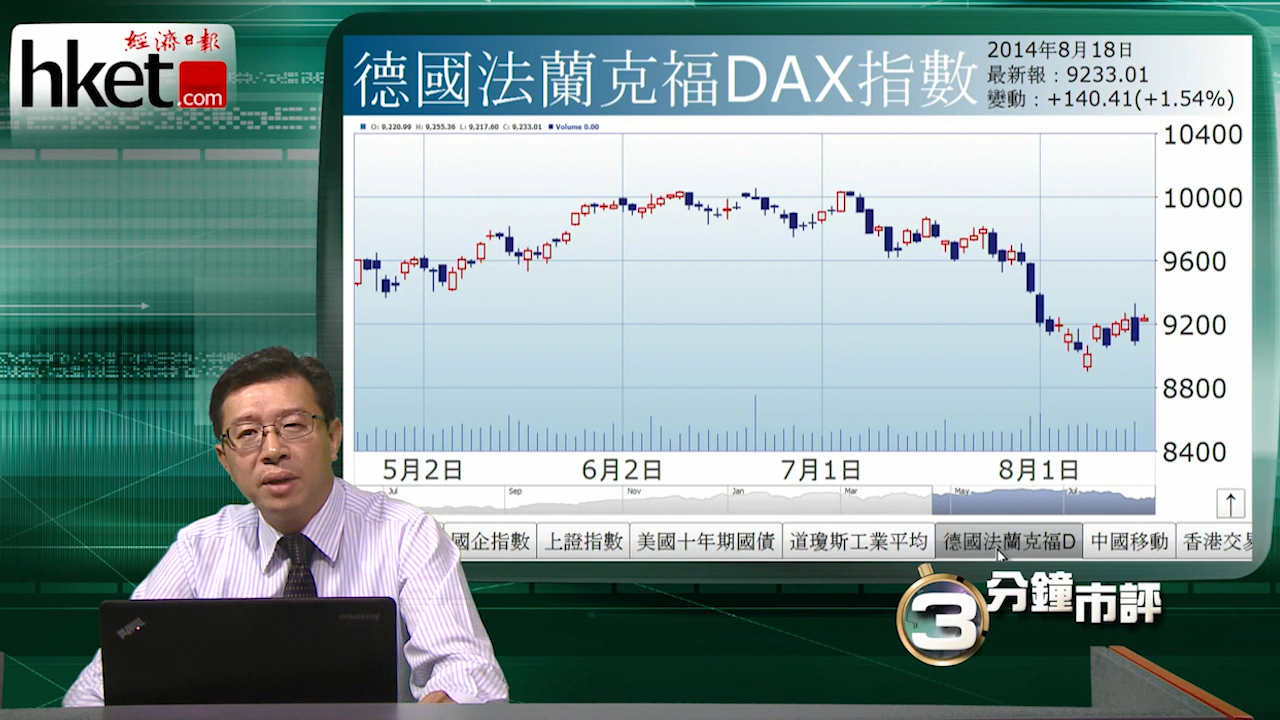 經濟日報
hket.com
德國法蘭克福DAX指數
2014年8月18日
最新報：9233.01
變動：+140.41(+1.54%)
O: 9,220.99 H: 9,255.36 L: 9,217.60 C: 9,233.01 Volume 0.00
10400
10000
9600
9200
8800
8400
5月2日 6月2日 7月1日 8月1日
Jul Sep Nov Jan Mar May Jul
國企指數 上證指數 美國十年期國債 道瓊斯工業平均 德國法蘭克福D 中國移動 香港交易
3分鐘市評
ThinkPad